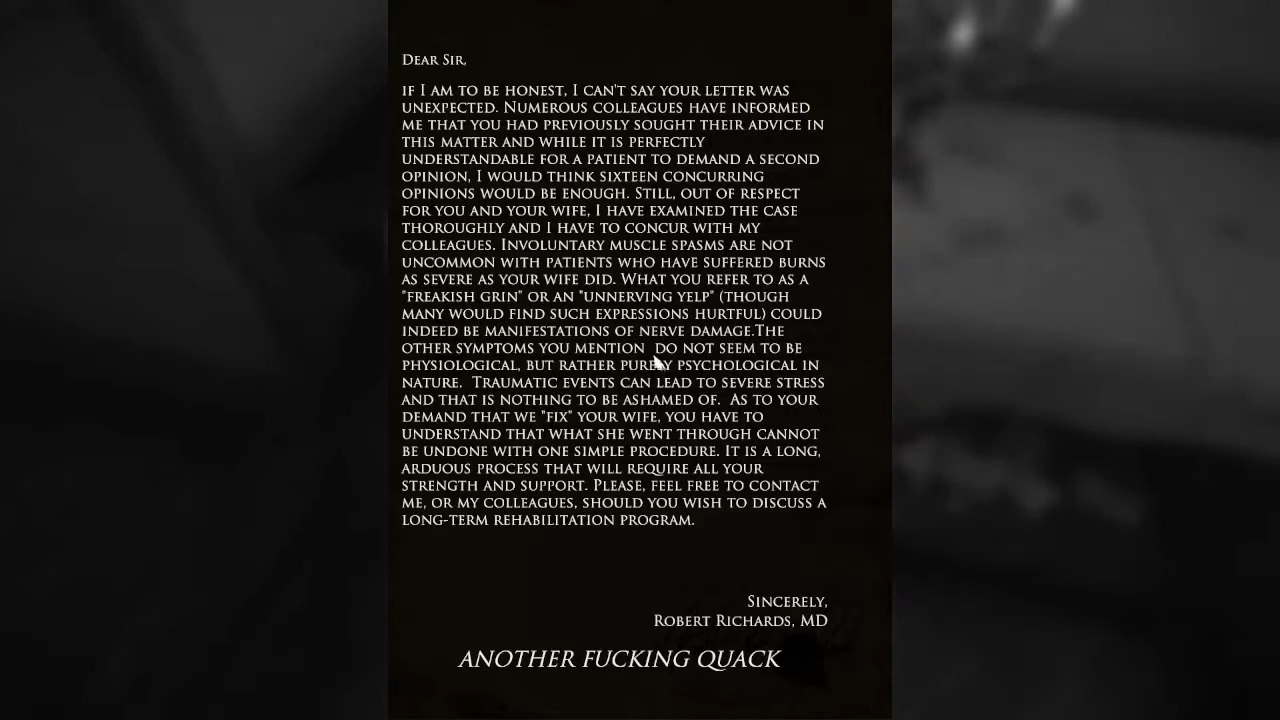 Dear Sir,
if I am to be honest, I can't say your letter was
unexpected. Numerous colleagues have informed
me that you had previously sought their advice in
this matter and while it is perfectly
understandable for a patient to demand a second
opinion, I would think sixteen concurring
opinions would be enough. Still, out of respect
for you and your wife, I have examined the case
thoroughly and I have to concur with my
colleagues. Involuntary muscle spasms are not
uncommon with patients who have suffered burns
as severe as your wife did. What you refer to as a
"freakish grin" or an "unnerving yelp" (though
many would find such expressions hurtful) could
indeed be manifestations of nerve damage.The
other symptoms you mention  do not seem to be
physiological, but rather purely psychological in
nature.  Traumatic events can lead to severe stress
and that is nothing to be ashamed of.  As to your
demand that we "fix" your wife, you have to
understand that what she went through cannot
be undone with one simple procedure. It is a long,
arduous process that will require all your
strength and support. Please, feel free to contact
me, or my colleagues, should you wish to discuss a
long-term rehabilitation program.
Sincerely,
Robert Richards, MD
ANOTHER FUCKING QUACK